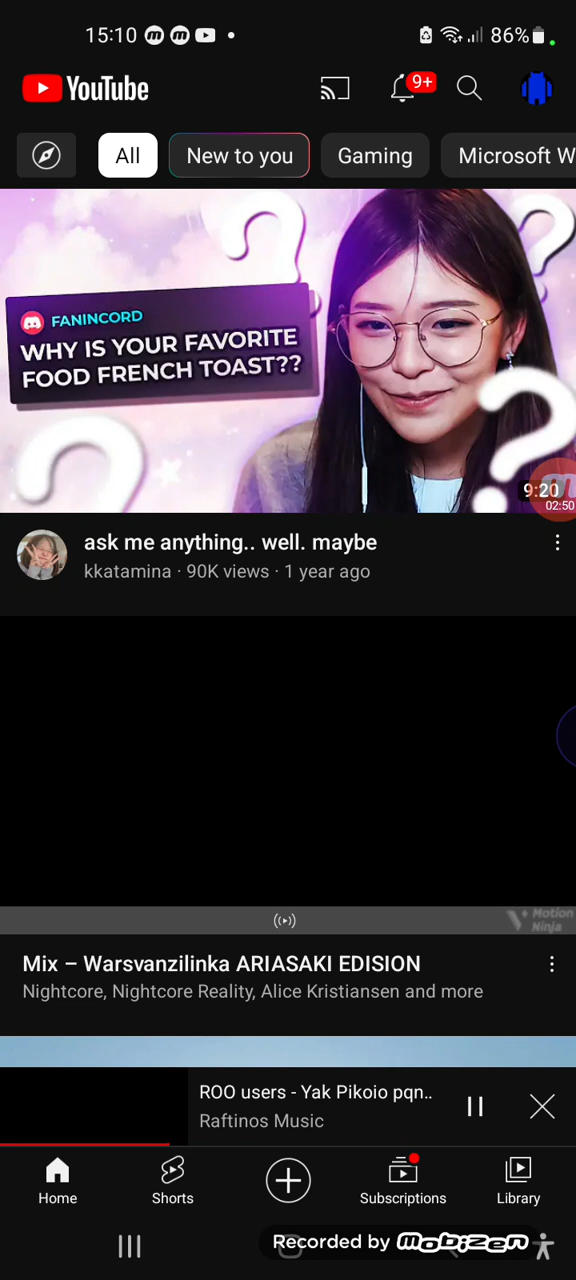 15:10
86%
YouTube
9+
All
New to you
Gaming
Microsoft W
FANINCORD
WHY IS YOUR FAVORITE
FOOD FRENCH TOAST??
9:20
02:50
ask me anything.. well. maybe
kkatamina · 90K views · 1 year ago
Motion
Ninja
Mix – Warsvanzilinka ARIASAKI EDISION
Nightcore, Nightcore Reality, Alice Kristiansen and more
ROO users - Yak Pikoio pqn..
Raftinos Music
Home
Shorts
Subscriptions
Library
Recorded by mobizen